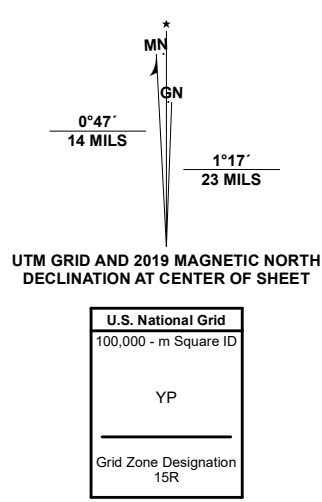 MN
GN
0°47´
14 MILS
1°17´
23 MILS
UTM GRID AND 2019 MAGNETIC NORTH
DECLINATION AT CENTER OF SHEET
U.S. National Grid
100,000 - m Square ID
YP
Grid Zone Designation
15R